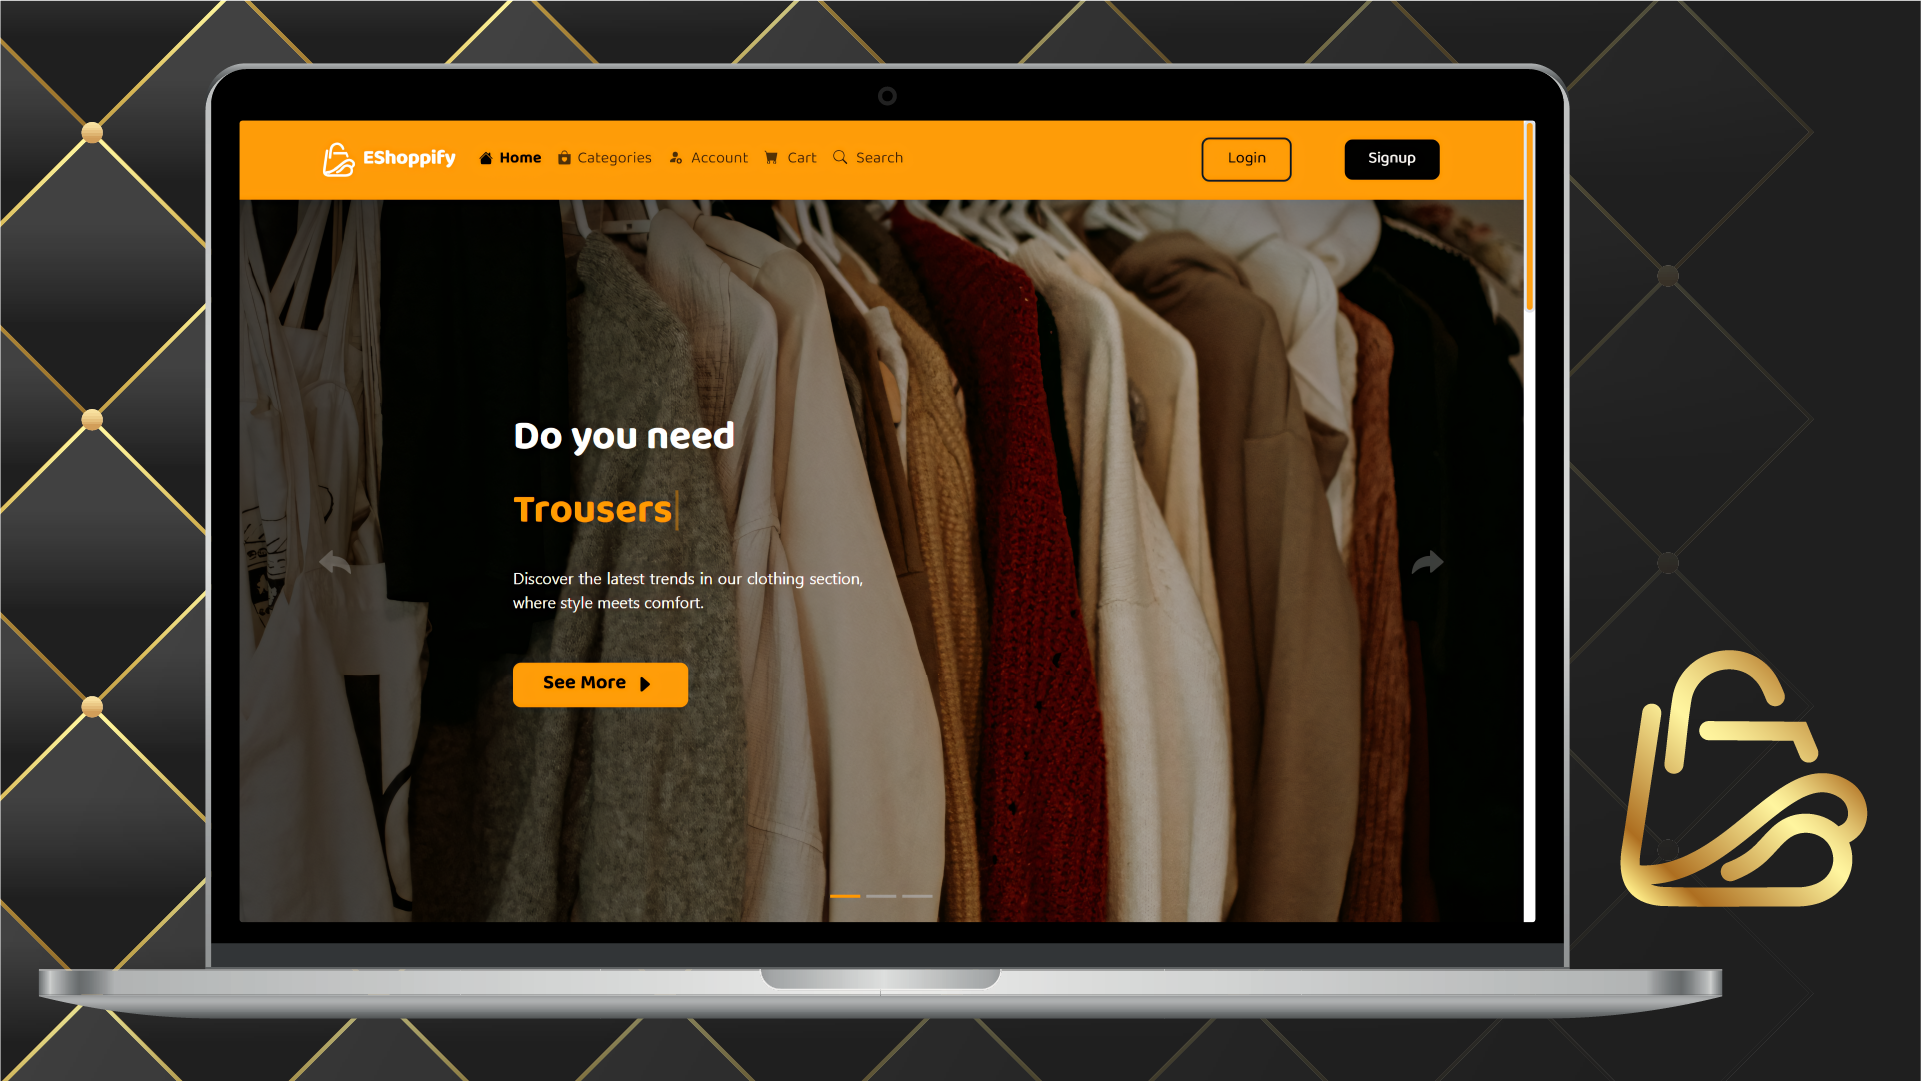 EShoppify Home Categories Account Cart Search Login Signup
Do you need
Trousers
Discover the latest trends in our clothing section,
where style meets comfort.
See More